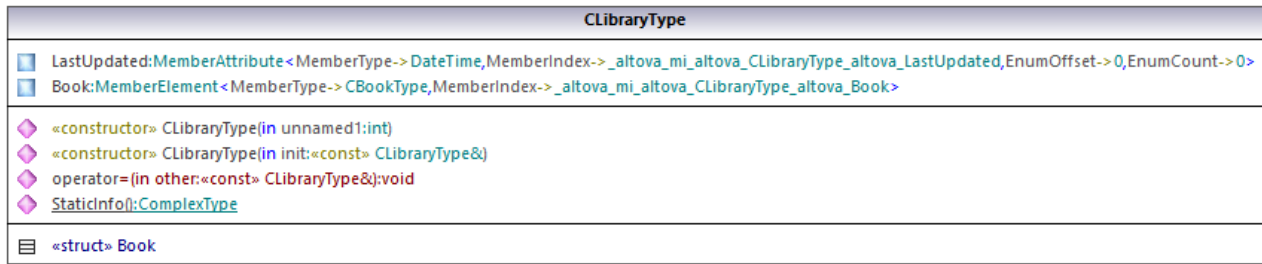 CLibraryType
LastUpdated:MemberAttribute<MemberType->DateTime,MemberIndex->_altova_mi_altova_CLibraryType_altova_LastUpdated,EnumOffset->0,EnumCount->0>
Book:MemberElement<MemberType->CBookType,MemberIndex->_altova_mi_altova_CLibraryType_altova_Book>
«constructor» CLibraryType(in unnamed1:int)
«constructor» CLibraryType(in init:«const» CLibraryType&)
operator=(in other:«const» CLibraryType&):void
StaticInfo():ComplexType
«struct» Book